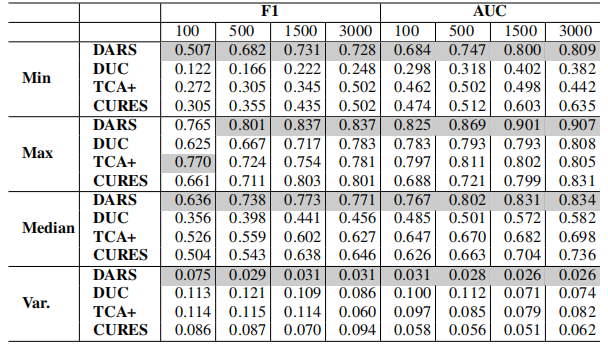 F1 AUC
100 500 1500 3000 100 500 1500 3000
Min DARS 0.507 0.682 0.731 0.728 0.684 0.747 0.800 0.809
DUC 0.122 0.166 0.222 0.248 0.298 0.318 0.402 0.382
TCA+ 0.272 0.305 0.345 0.502 0.462 0.502 0.498 0.442
CURES 0.305 0.355 0.435 0.502 0.474 0.512 0.603 0.635
Max DARS 0.765 0.801 0.837 0.837 0.825 0.869 0.901 0.907
DUC 0.625 0.667 0.717 0.783 0.783 0.793 0.793 0.808
TCA+ 0.770 0.724 0.754 0.781 0.797 0.811 0.802 0.805
CURES 0.661 0.711 0.803 0.801 0.688 0.721 0.799 0.831
Median DARS 0.636 0.738 0.773 0.771 0.767 0.802 0.831 0.834
DUC 0.356 0.398 0.441 0.456 0.485 0.501 0.572 0.582
TCA+ 0.526 0.559 0.602 0.627 0.647 0.670 0.682 0.698
CURES 0.504 0.543 0.638 0.646 0.626 0.663 0.704 0.736
Var. DARS 0.075 0.029 0.031 0.031 0.031 0.028 0.026 0.026
DUC 0.113 0.121 0.109 0.086 0.100 0.112 0.071 0.074
TCA+ 0.114 0.115 0.114 0.060 0.097 0.085 0.079 0.082
CURES 0.086 0.087 0.070 0.094 0.058 0.056 0.051 0.062